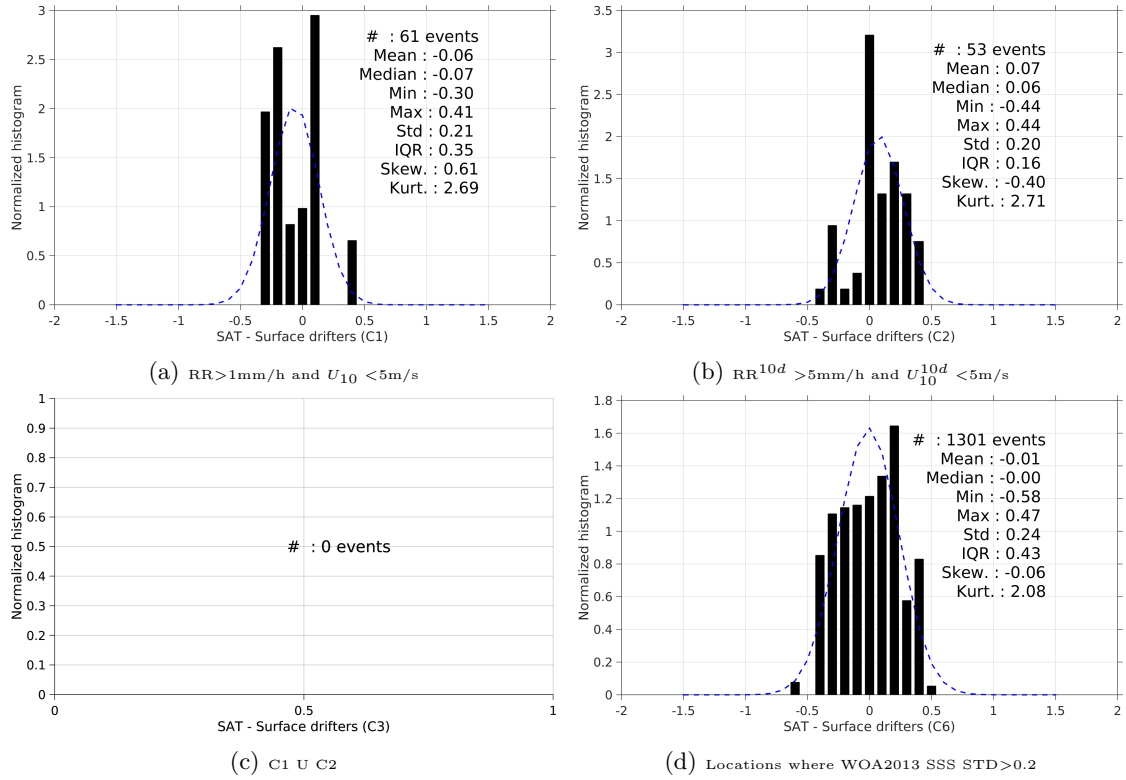 3
2.5
2
1.5
1
0.5
0
-2
-1.5
-1
-0.5
0
0.5
1
1.5
2
Normalized histogram
SAT - Surface drifters (C1)
# : 61 events
Mean : -0.06
Median : -0.07
Min : -0.30
Max : 0.41
Std : 0.21
IQR : 0.35
Skew. : 0.61
Kurt. : 2.69
(a) RR>1mm/h and U10 <5m/s
3.5
3
2.5
2
1.5
1
0.5
0
-2
-1.5
-1
-0.5
0
0.5
1
1.5
2
Normalized histogram
SAT - Surface drifters (C2)
# : 53 events
Mean : 0.07
Median : 0.06
Min : -0.44
Max : 0.44
Std : 0.20
IQR : 0.16
Skew. : -0.40
Kurt. : 2.71
(b) RR^10d >5mm/h and U_10^10d <5m/s
1
0.9
0.8
0.7
0.6
0.5
0.4
0.3
0.2
0.1
0
0
0.5
1
Normalized histogram
SAT - Surface drifters (C3)
# : 0 events
(c) C1 U C2
1.8
1.6
1.4
1.2
1
0.8
0.6
0.4
0.2
0
-2
-1.5
-1
-0.5
0
0.5
1
1.5
2
Normalized histogram
SAT - Surface drifters (C6)
# : 1301 events
Mean : -0.01
Median : -0.00
Min : -0.58
Max : 0.47
Std : 0.24
IQR : 0.43
Skew. : -0.06
Kurt. : 2.08
(d) Locations where WOA2013 SSS STD>0.2